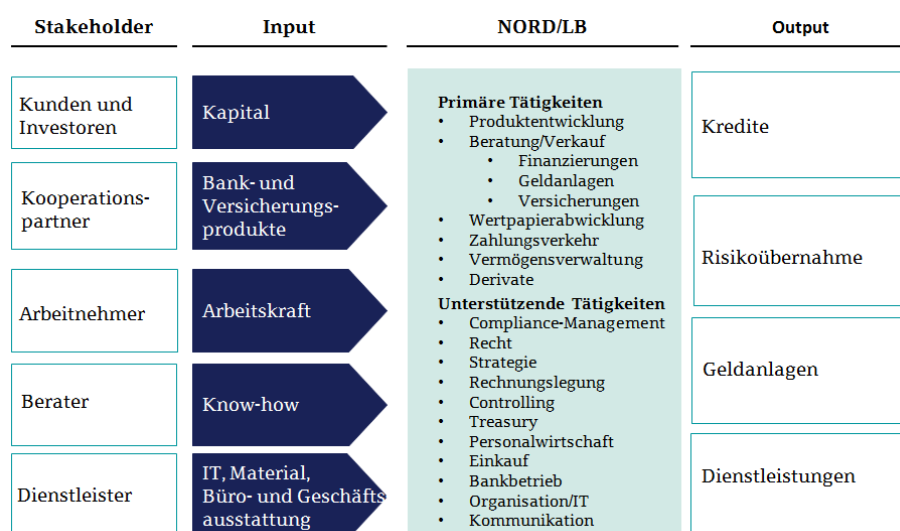 Stakeholder
Input
NORD/LB
Output
Kunden und
Investoren
Kooperations-
partner
Arbeitnehmer
Berater
Dienstleister
Kapital
Bank- und
Versicherungs-
produkte
Arbeitskraft
Know-how
IT, Material,
Büro- und Geschäfts
ausstattung
Primäre Tätigkeiten
• Produktentwicklung
• Beratung/Verkauf
• Finanzierungen
• Geldanlagen
• Versicherungen
• Wertpapierabwicklung
• Zahlungsverkehr
• Vermögensverwaltung
• Derivate
Unterstützende Tätigkeiten
• Compliance-Management
• Recht
• Strategie
• Rechnungslegung
• Controlling
• Treasury
• Personalwirtschaft
• Einkauf
• Bankbetrieb
• Organisation/IT
• Kommunikation
Kredite
Risikoübernahme
Geldanlagen
Dienstleistungen